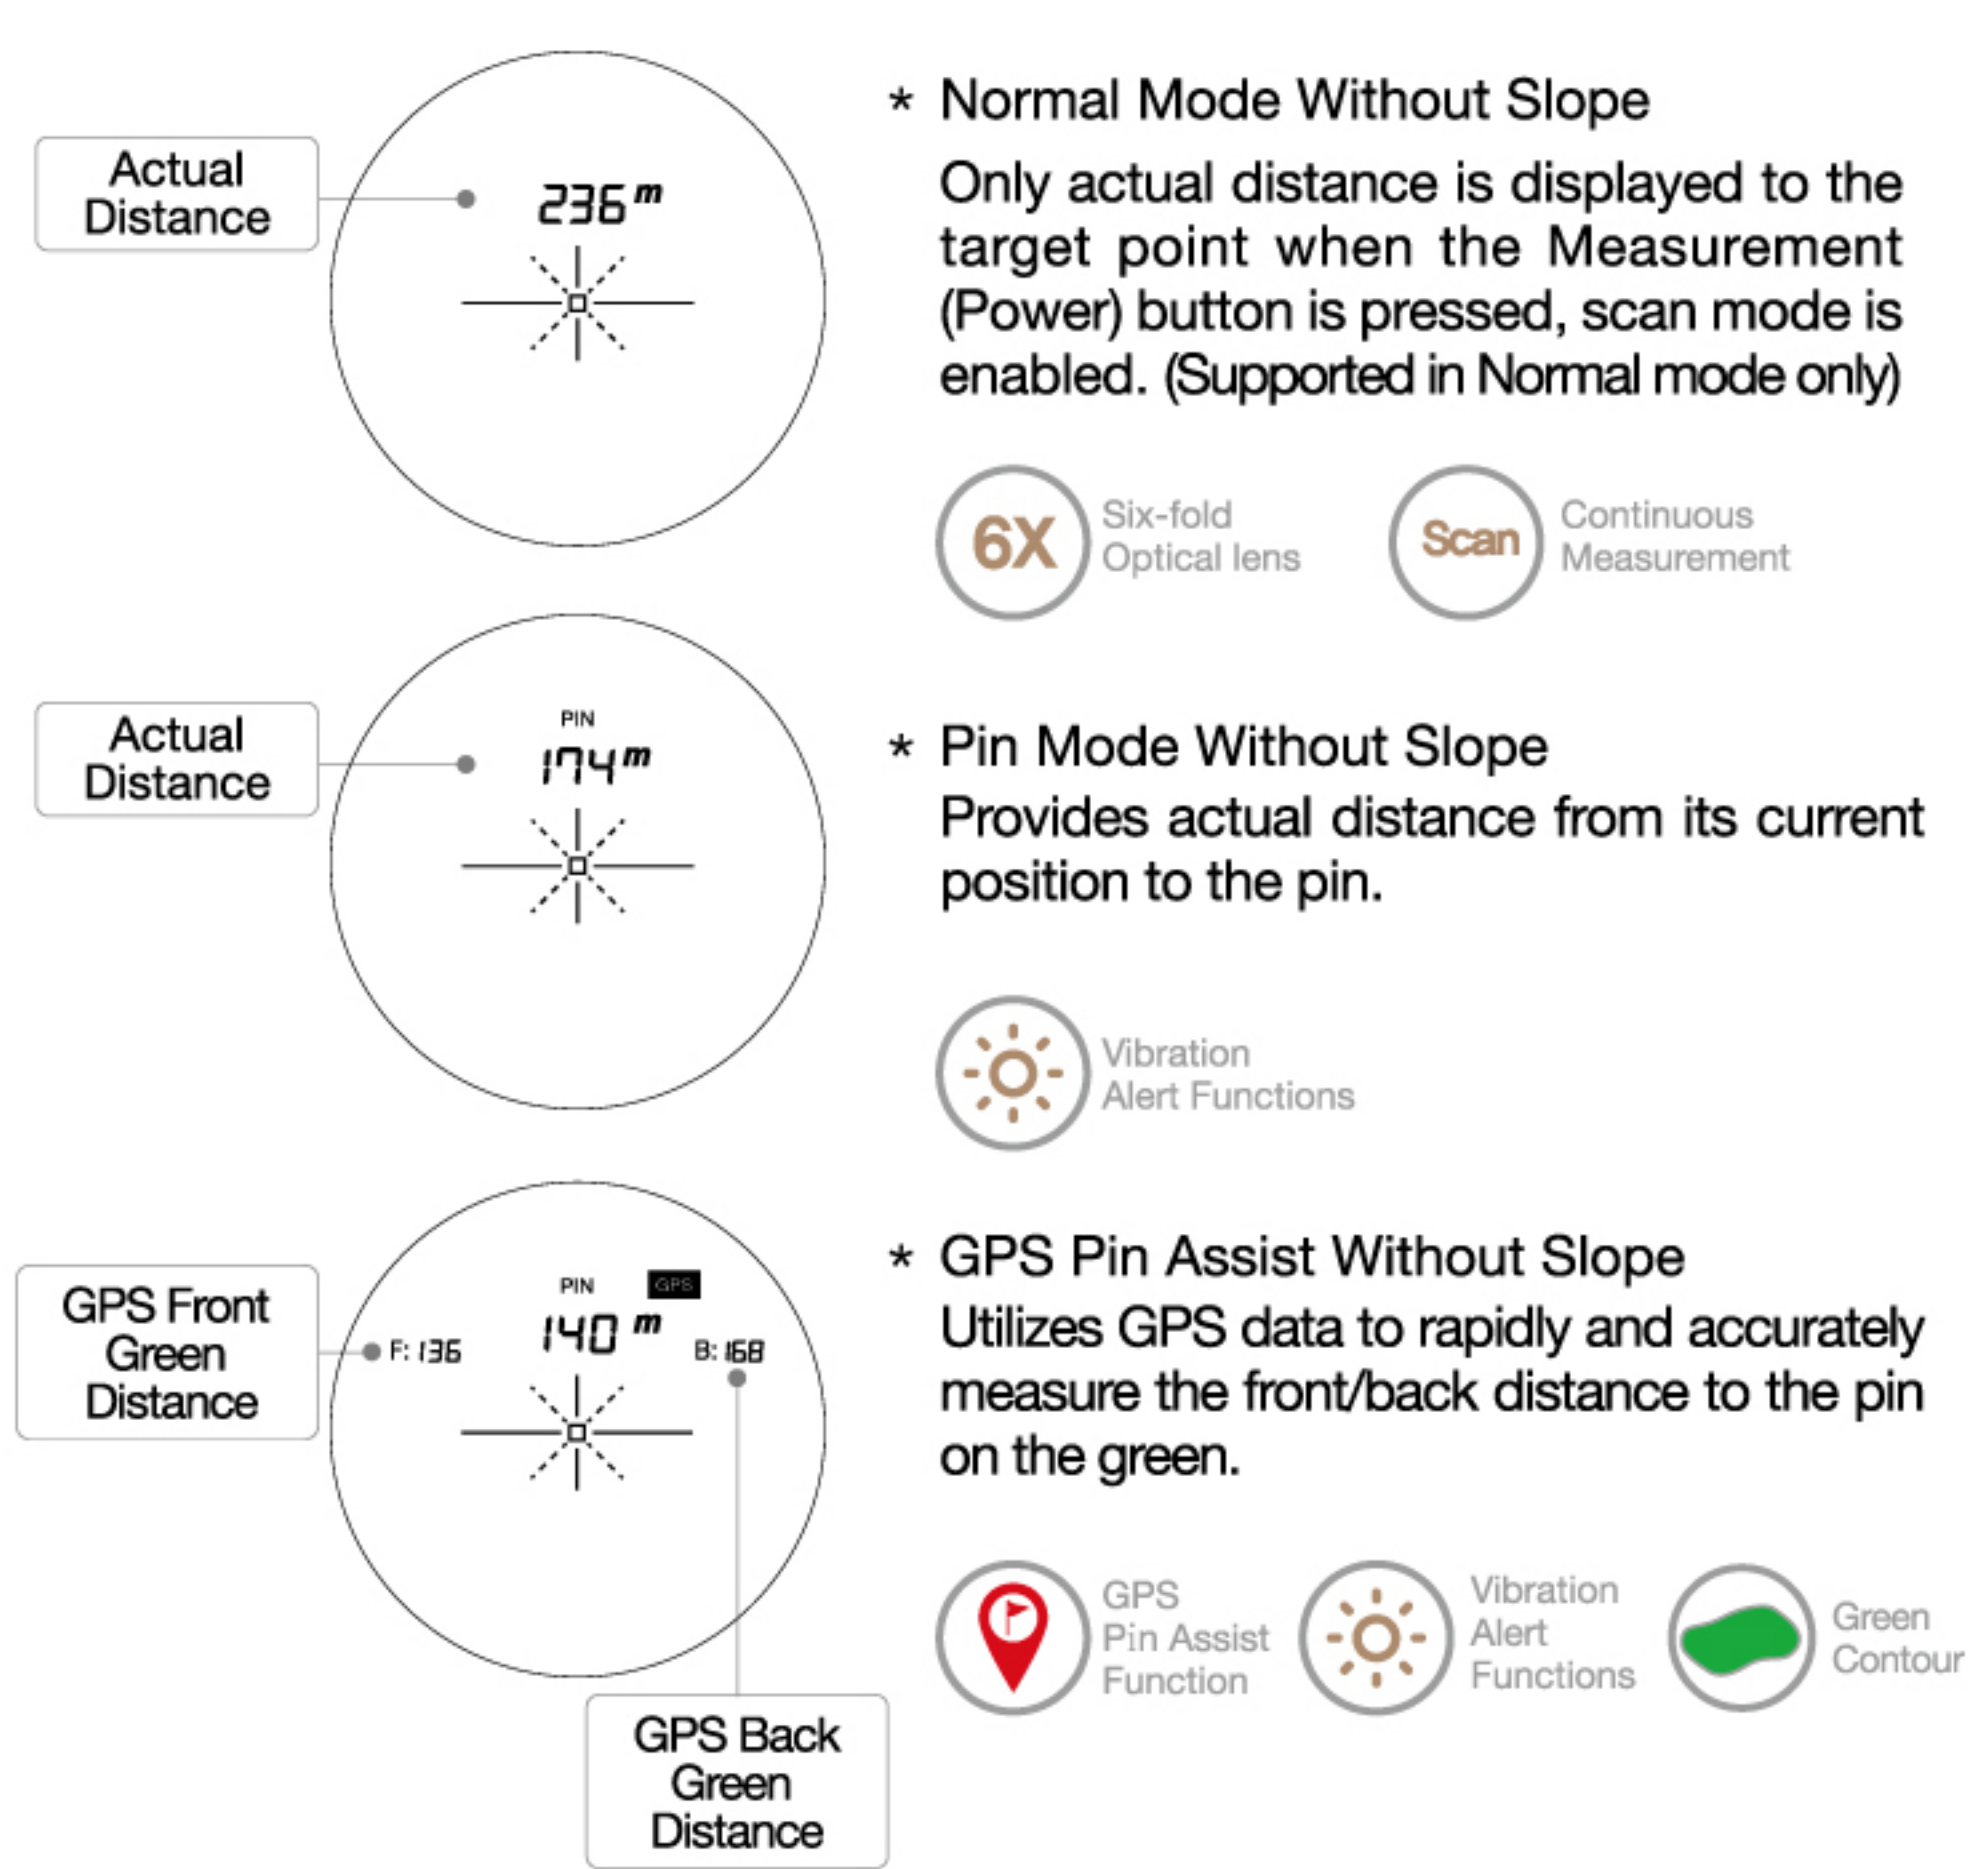 Actual
Distance
236 m
* Normal Mode Without Slope
Only actual distance is displayed to the
target point when the Measurement
(Power) button is pressed, scan mode is
enabled. (Supported in Normal mode only)
6X
Six-fold
Optical lens
Scan
Continuous
Measurement
Actual
Distance
PIN
174 m
* Pin Mode Without Slope
Provides actual distance from its current
position to the pin.
Vibration
Alert Functions
GPS Front
Green
Distance
PIN
GPS
140 m
F: 136
B: 168
* GPS Pin Assist Without Slope
Utilizes GPS data to rapidly and accurately
measure the front/back distance to the pin
on the green.
GPS
Pin Assist
Function
Vibration
Alert
Functions
Green
Contour
GPS Back
Green
Distance